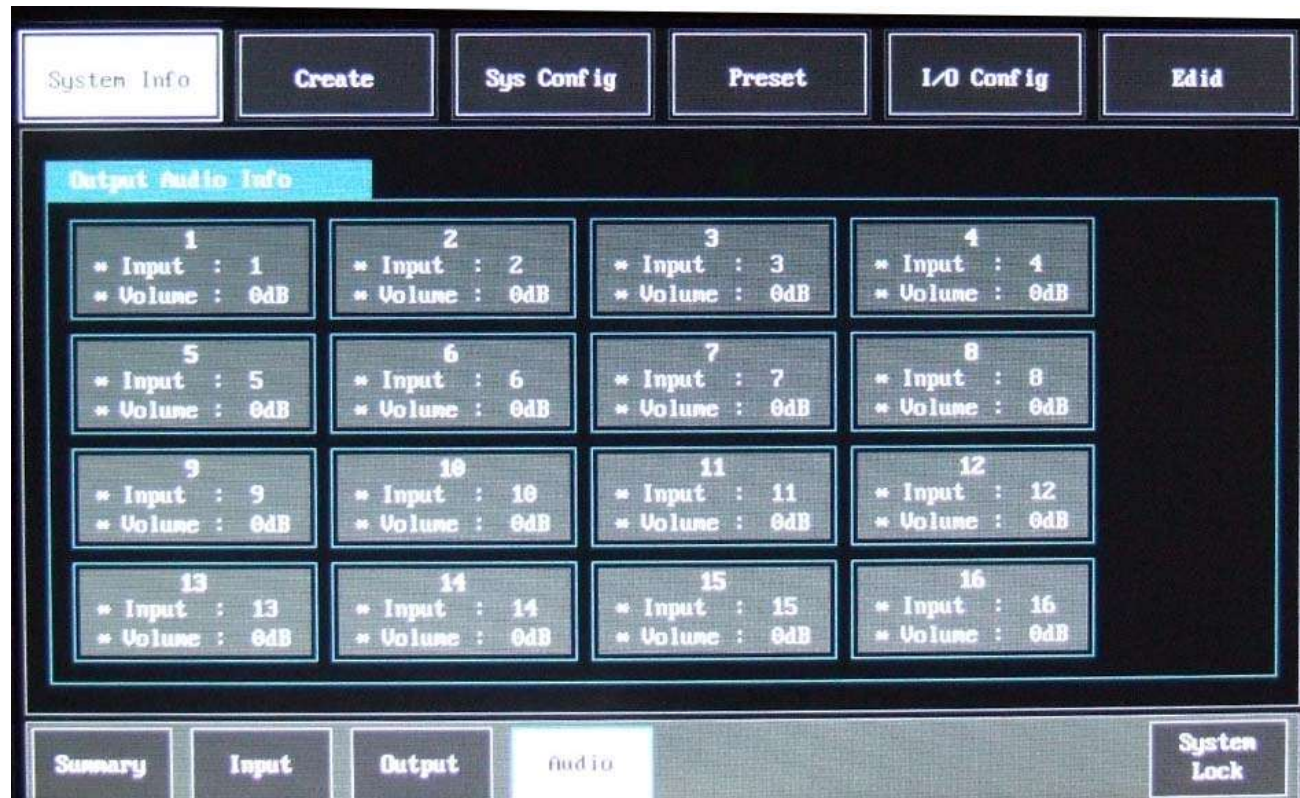 System Info Create Sys Config Preset I/O Config Edid
Output Audio Info
1 2 3 4
* Input : 1 * Input : 2 * Input : 3 * Input : 4
* Volume : 0dB * Volume : 0dB * Volume : 0dB * Volume : 0dB
5 6 7 8
* Input : 5 * Input : 6 * Input : 7 * Input : 8
* Volume : 0dB * Volume : 0dB * Volume : 0dB * Volume : 0dB
9 10 11 12
* Input : 9 * Input : 10 * Input : 11 * Input : 12
* Volume : 0dB * Volume : 0dB * Volume : 0dB * Volume : 0dB
13 14 15 16
* Input : 13 * Input : 14 * Input : 15 * Input : 16
* Volume : 0dB * Volume : 0dB * Volume : 0dB * Volume : 0dB
Summary Input Output Audio System
Lock